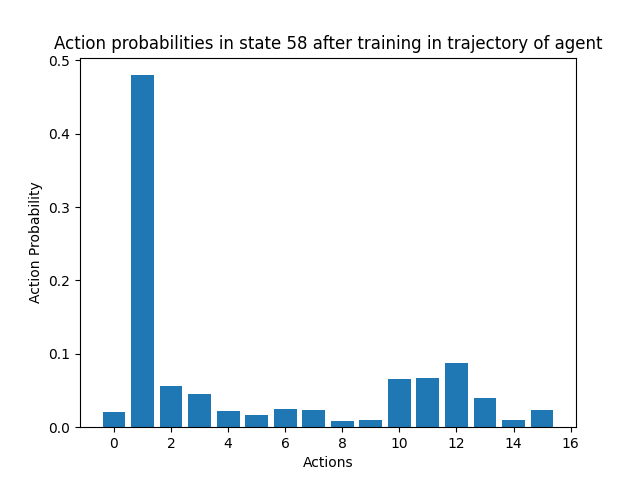 Action probabilities in state 58 after training in trajectory of agent
0.5
0.4
0.3
0.2
0.1
0.0
Action Probability
0 2 4 6 8 10 12 14 16
Actions